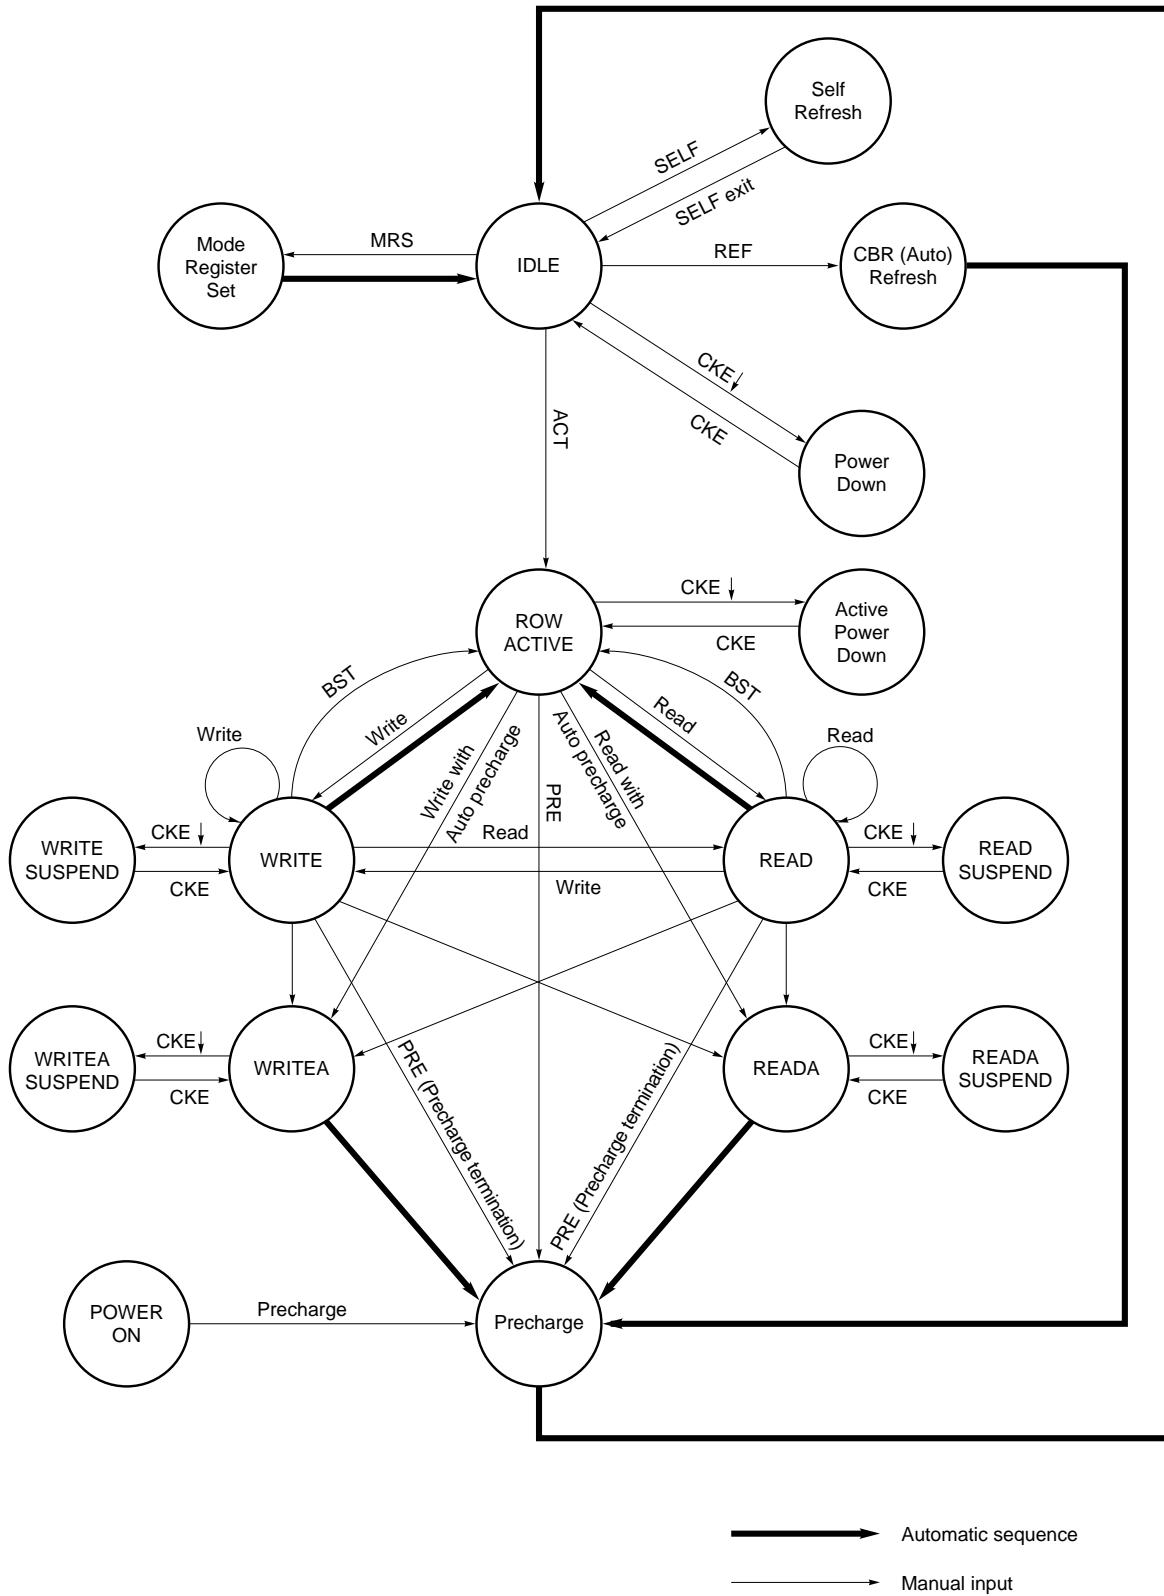 Self
Refresh
SELF
SELF exit
Mode
Register
Set
MRS
IDLE
REF
CBR (Auto)
Refresh
CKE
CKE
ACT
Power
Down
ROW
ACTIVE
CKE
CKE
Active
Power
Down
BST
BST
Write
Write
Write with
Auto precharge
PRE
Read with
Auto precharge
Read
Read
WRITE
SUSPEND
CKE
CKE
WRITE
Read
Write
READ
CKE
CKE
READ
SUSPEND
WRITEA
SUSPEND
CKE
CKE
WRITEA
PRE (Precharge termination)
PRE (Precharge termination)
READA
CKE
CKE
READA
SUSPEND
POWER
ON
Precharge
Precharge
Automatic sequence
Manual input